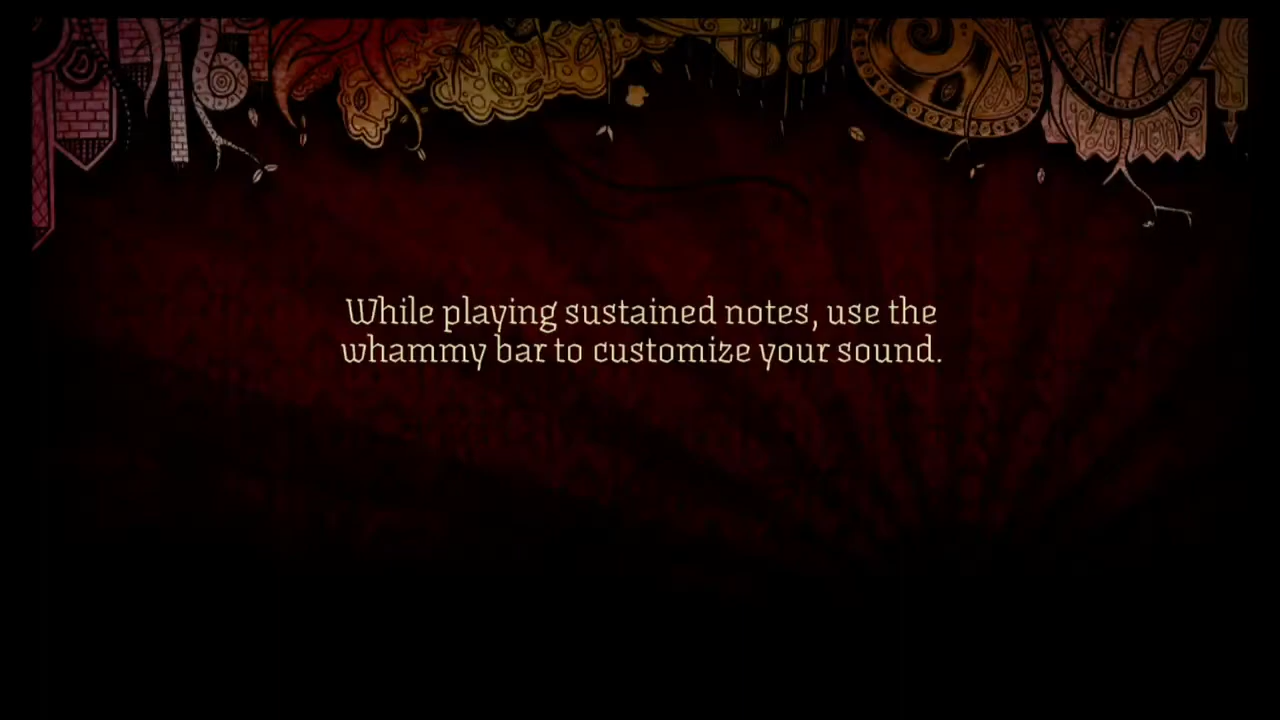 While playing sustained notes, use the
whammy bar to customize your sound.